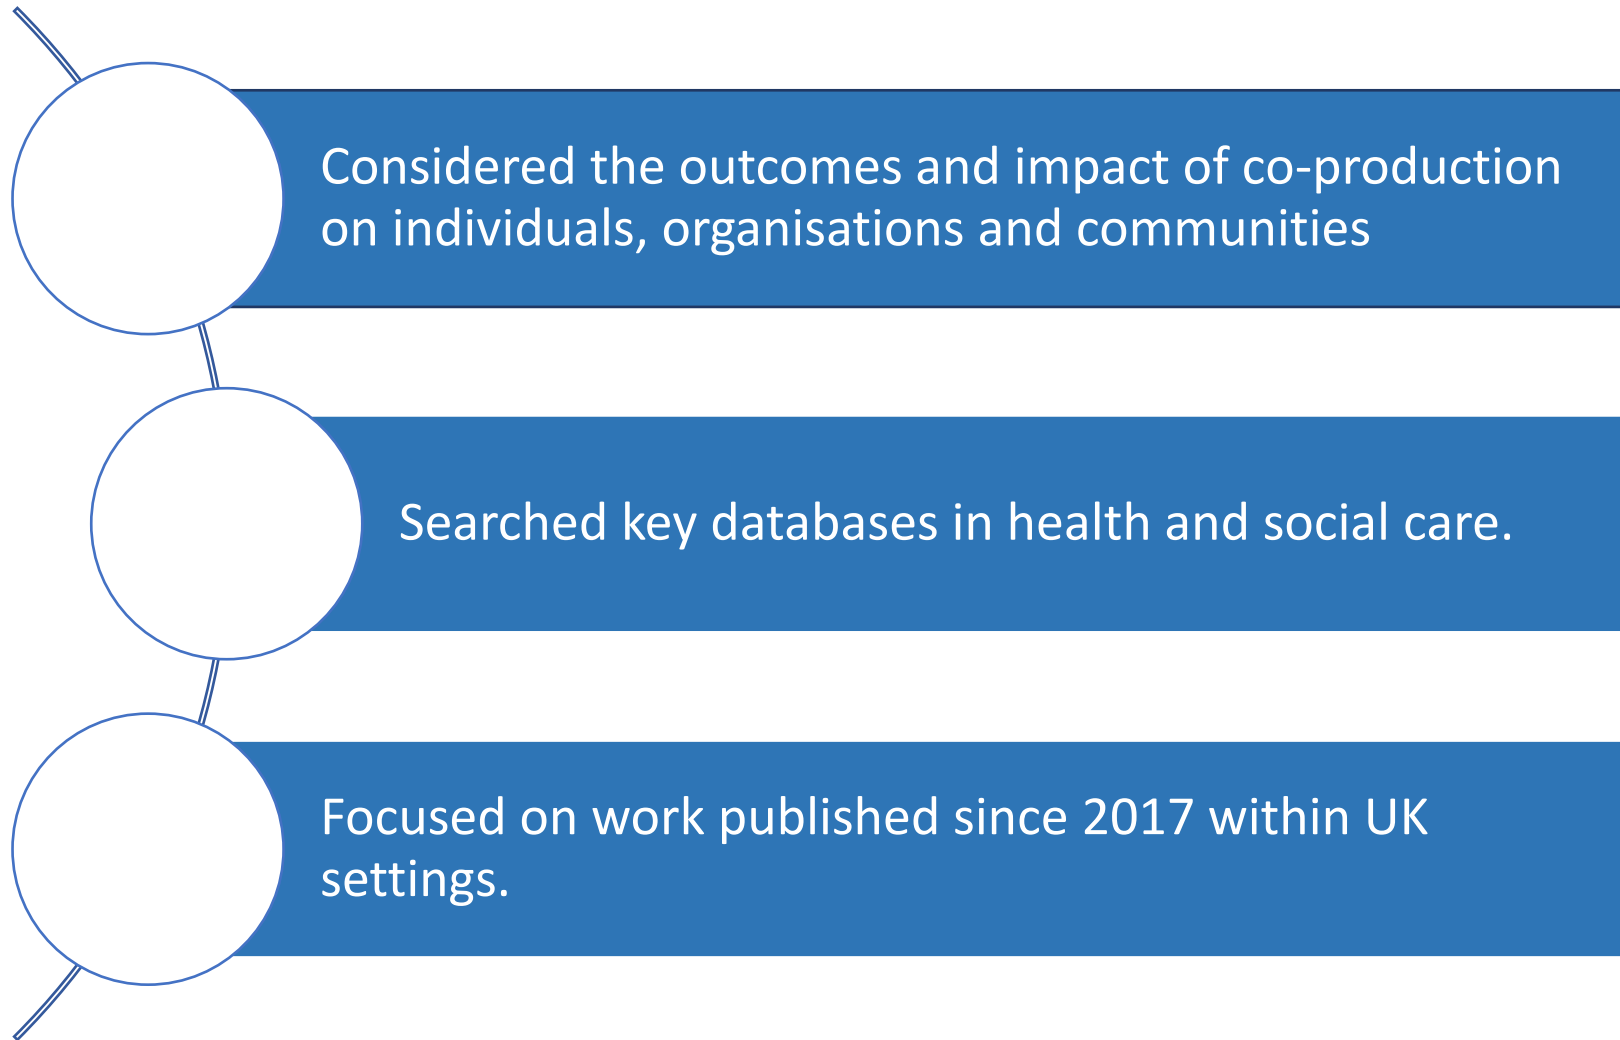 Considered the outcomes and impact of co-production
on individuals, organisations and communities
Searched key databases in health and social care.
Focused on work published since 2017 within UK
settings.